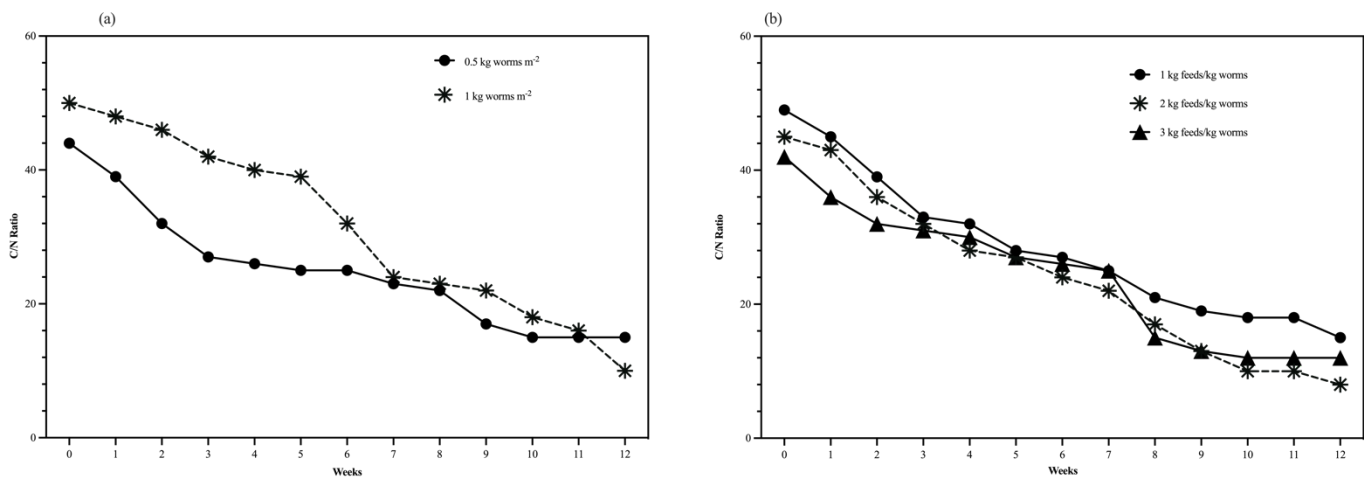 (a)
60
40
20
0
C/N Ratio
0.5 kg worms m-2
1 kg worms m-2
0 1 2 3 4 5 6 7 8 9 10 11 12
Weeks
(b)
60
40
20
0
C/N Ratio
1 kg feeds/kg worms
2 kg feeds/kg worms
3 kg feeds/kg worms
0 1 2 3 4 5 6 7 8 9 10 11 12
Weeks